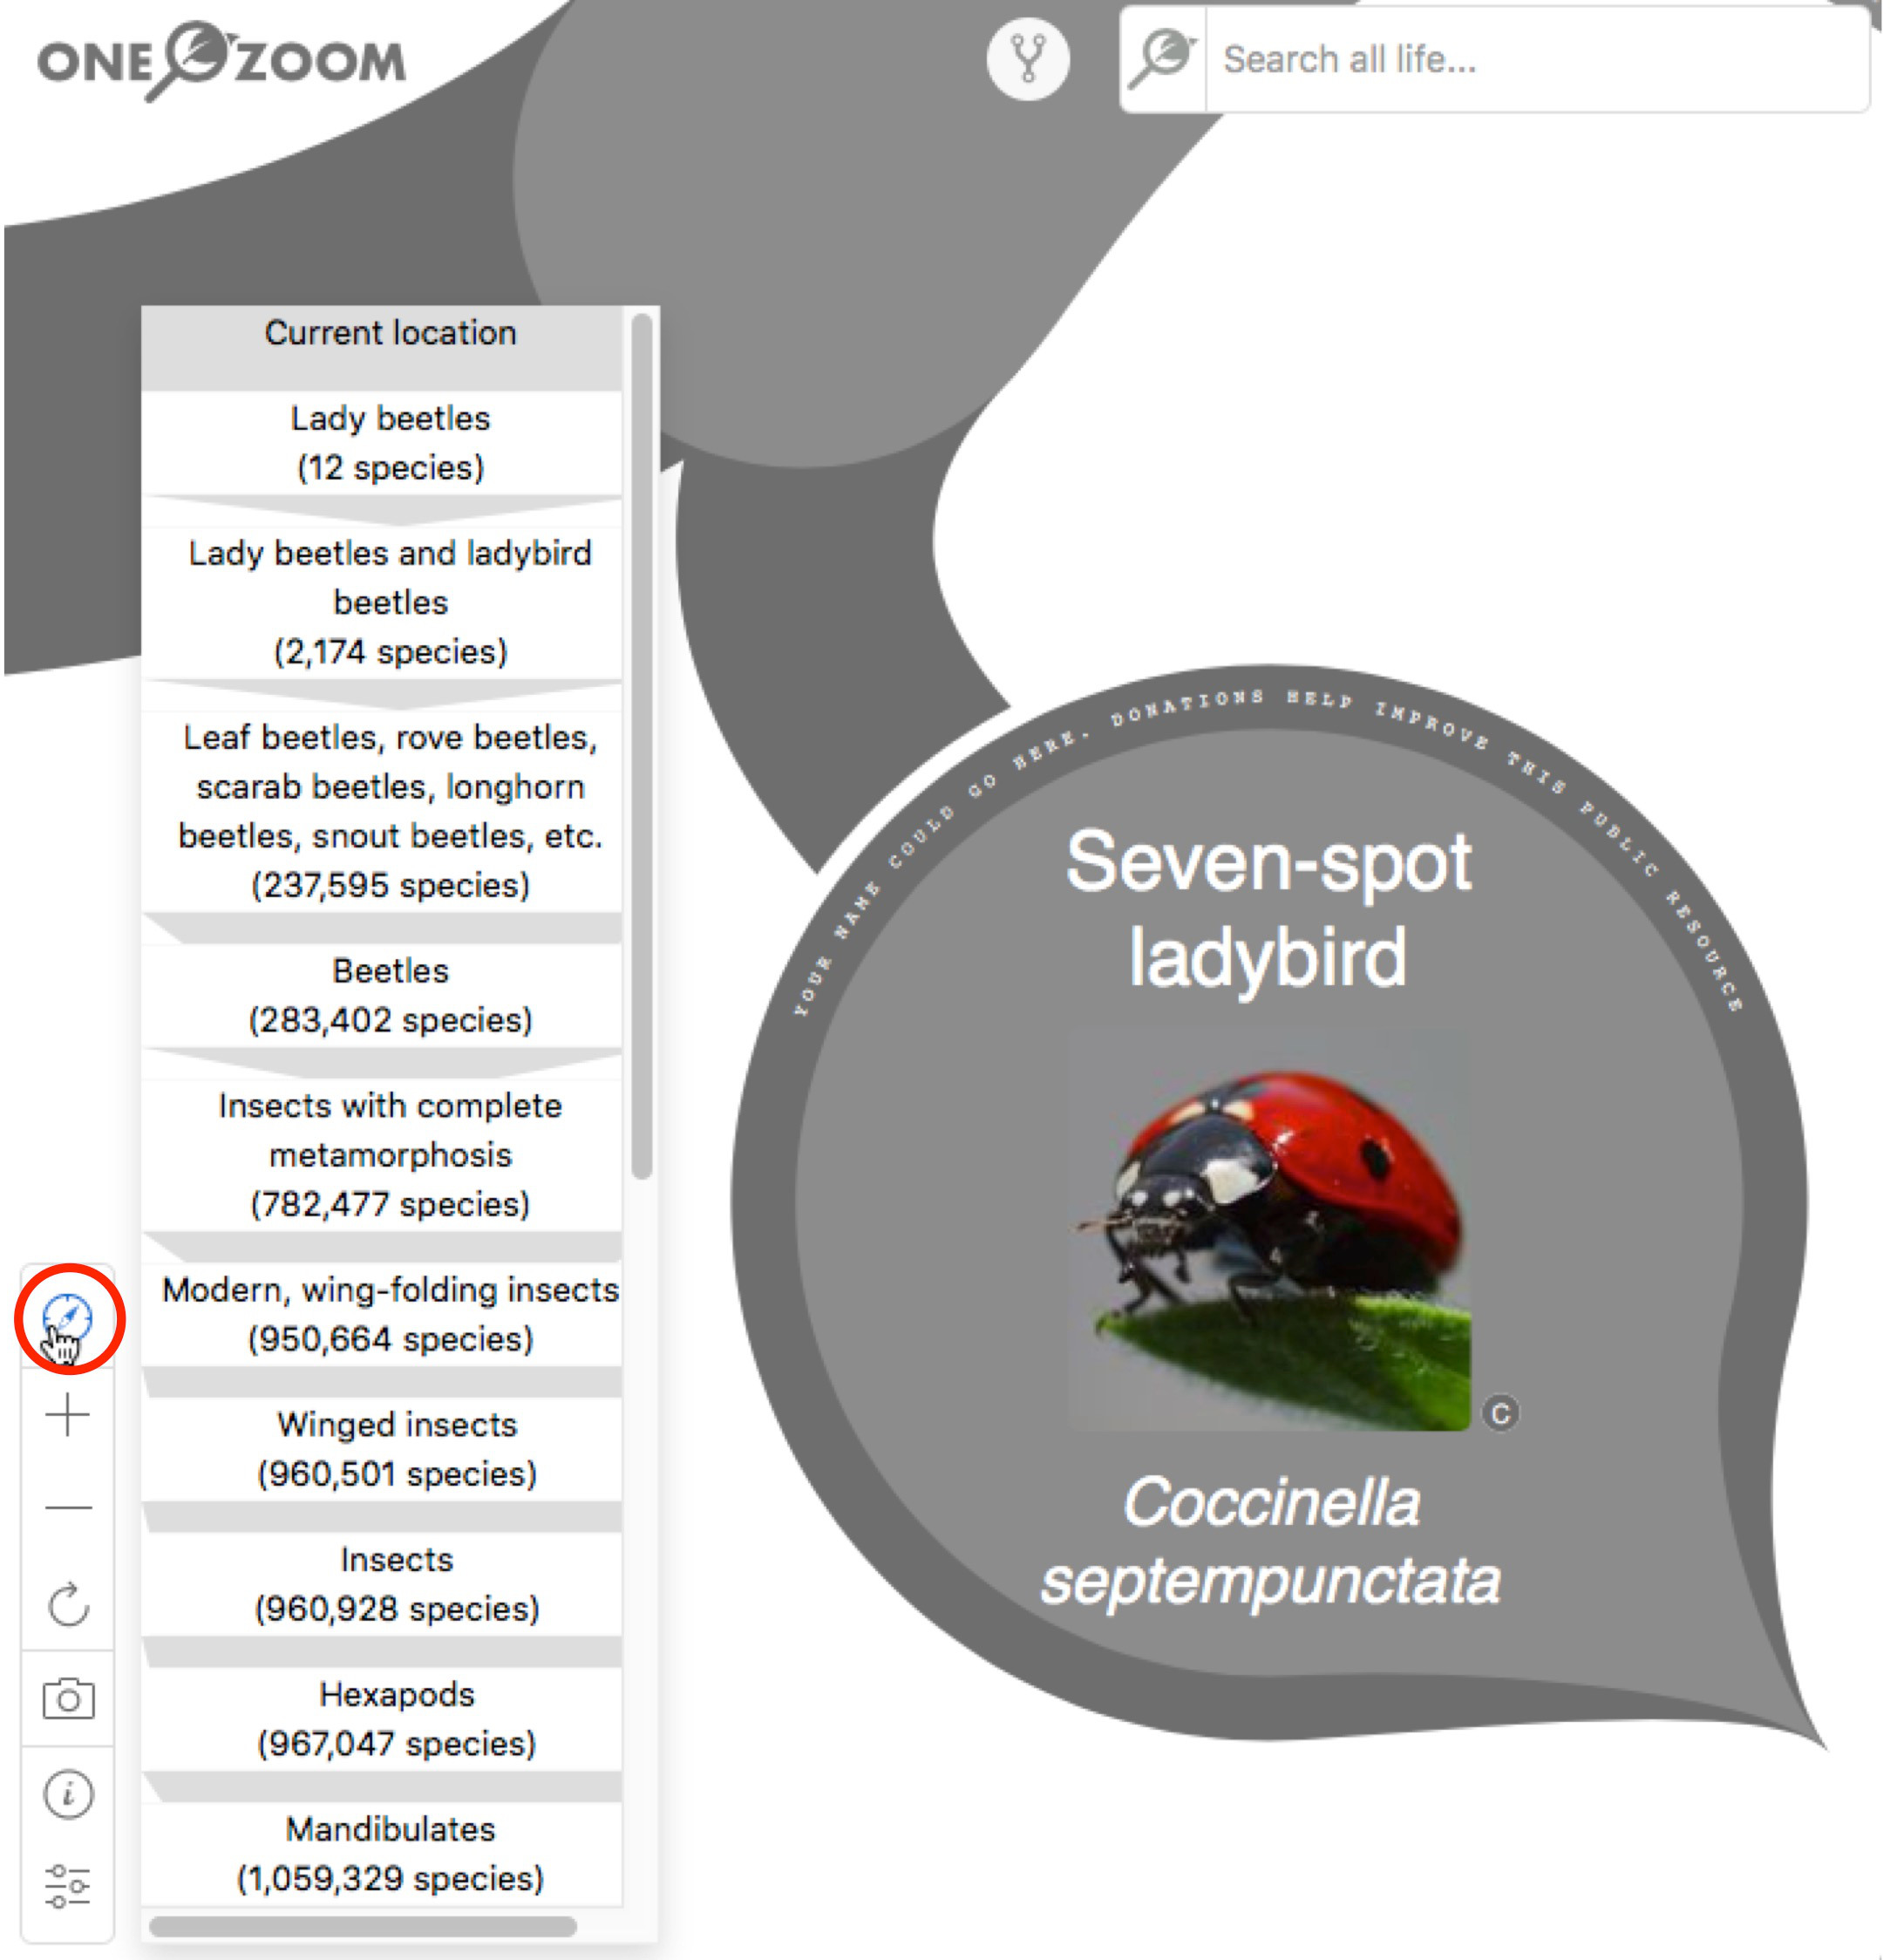 ONEZOOM
Search all life...
Current location
Lady beetles
(12 species)
Lady beetles and ladybird
beetles
(2,174 species)
Leaf beetles, rove beetles,
scarab beetles, longhorn
beetles, snout beetles, etc.
(237,595 species)
Beetles
(283,402 species)
Insects with complete
metamorphosis
(782,477 species)
Modern, wing-folding insects
(950,664 species)
Winged insects
(960,501 species)
Insects
(960,928 species)
Hexapods
(967,047 species)
Mandibulates
(1,059,329 species)
YOUR NAME COULD GO HERE. DONATIONS HELP IMPROVE THIS PUBLIC RESOURCE
Seven-spot
ladybird
C
Coccinella
septempunctata
i